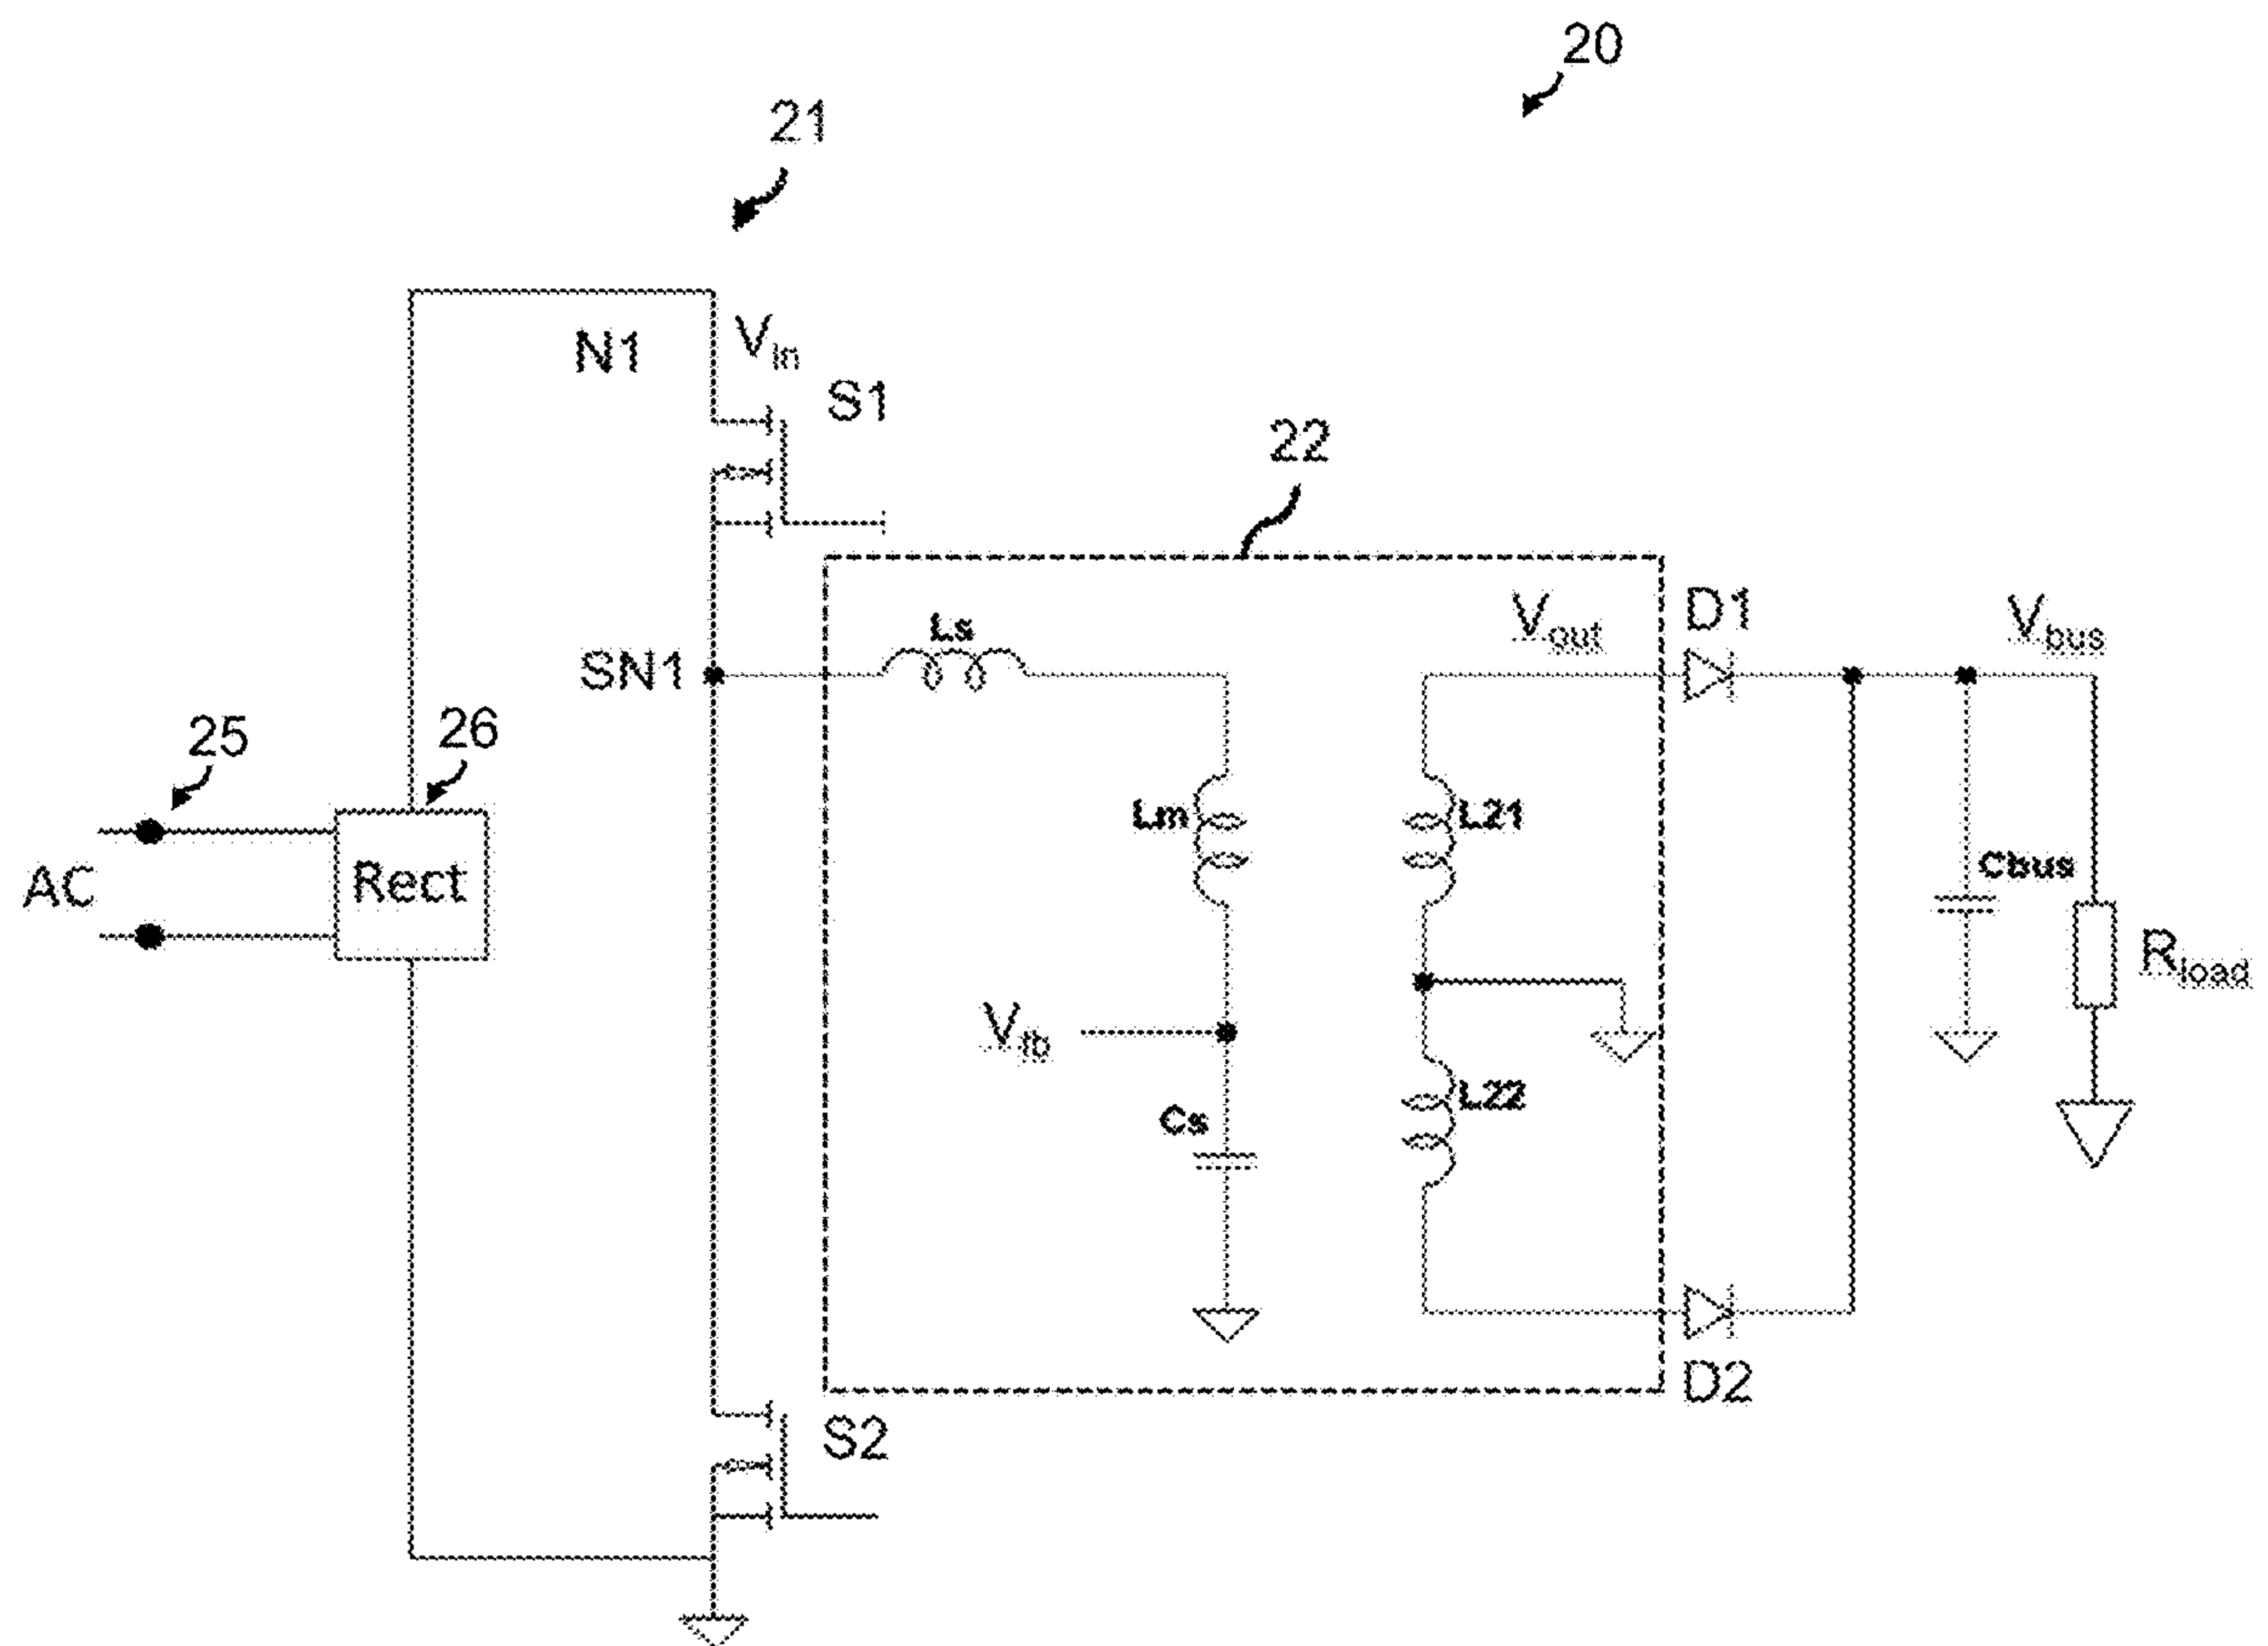 20
21
N1
Vin
S1
22
Ls
Vout
D1
Vbus
SN1
25
26
AC
Rect
Lm
L21
Cbus
Rload
Vfb
Cs
L22
S2
D2